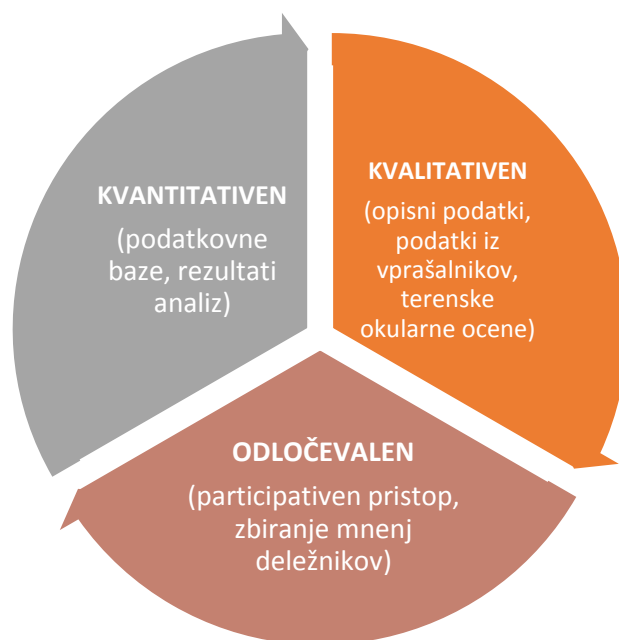 KVANTITATIVEN
(podatkovne
baze, rezultati
analiz)
KVALITATIVEN
(opisni podatki,
podatki iz
vprašalnikov,
terenske
okularne ocene)
ODLOČEVALEN
(participativen pristop,
zbiranje mnenj
deležnikov)